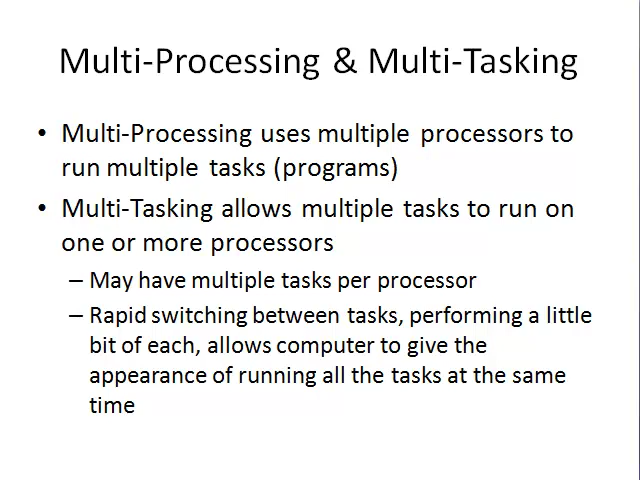 Multi-Processing & Multi-Tasking
• Multi-Processing uses multiple processors to
run multiple tasks (programs)
• Multi-Tasking allows multiple tasks to run on
one or more processors
– May have multiple tasks per processor
– Rapid switching between tasks, performing a little
bit of each, allows computer to give the
appearance of running all the tasks at the same
time